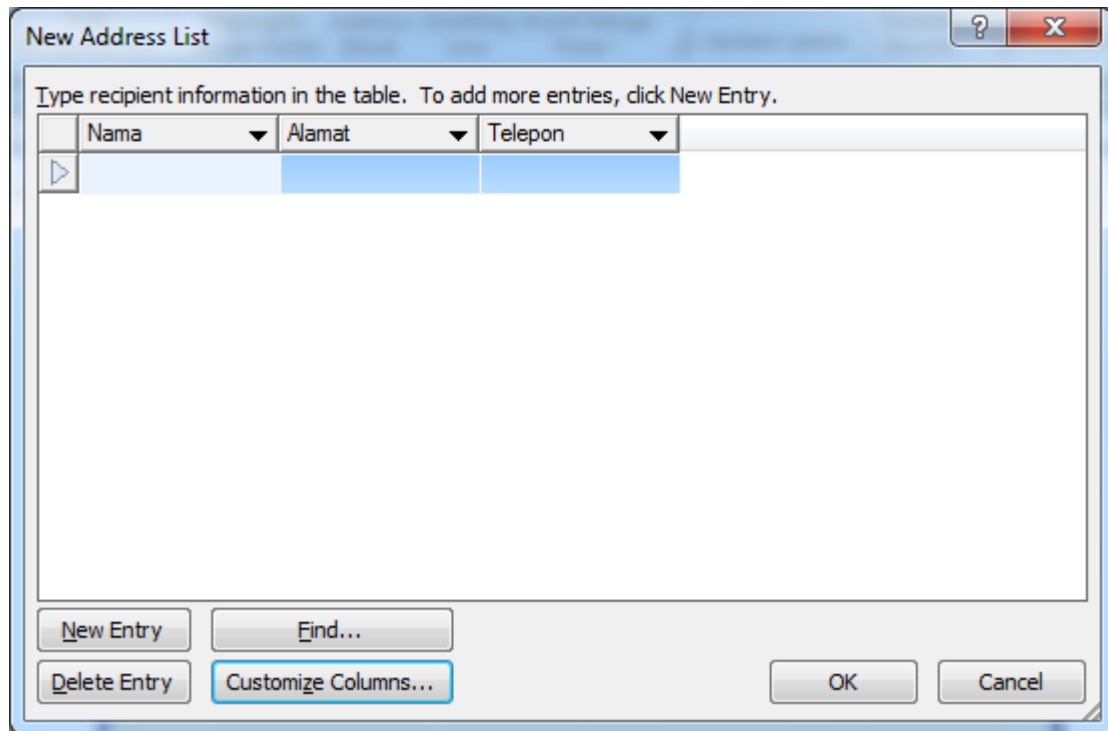 New Address List
Type recipient information in the table. To add more entries, click New Entry.
Nama Alamat Telepon
New Entry Find...
Delete Entry Customize Columns... OK Cancel